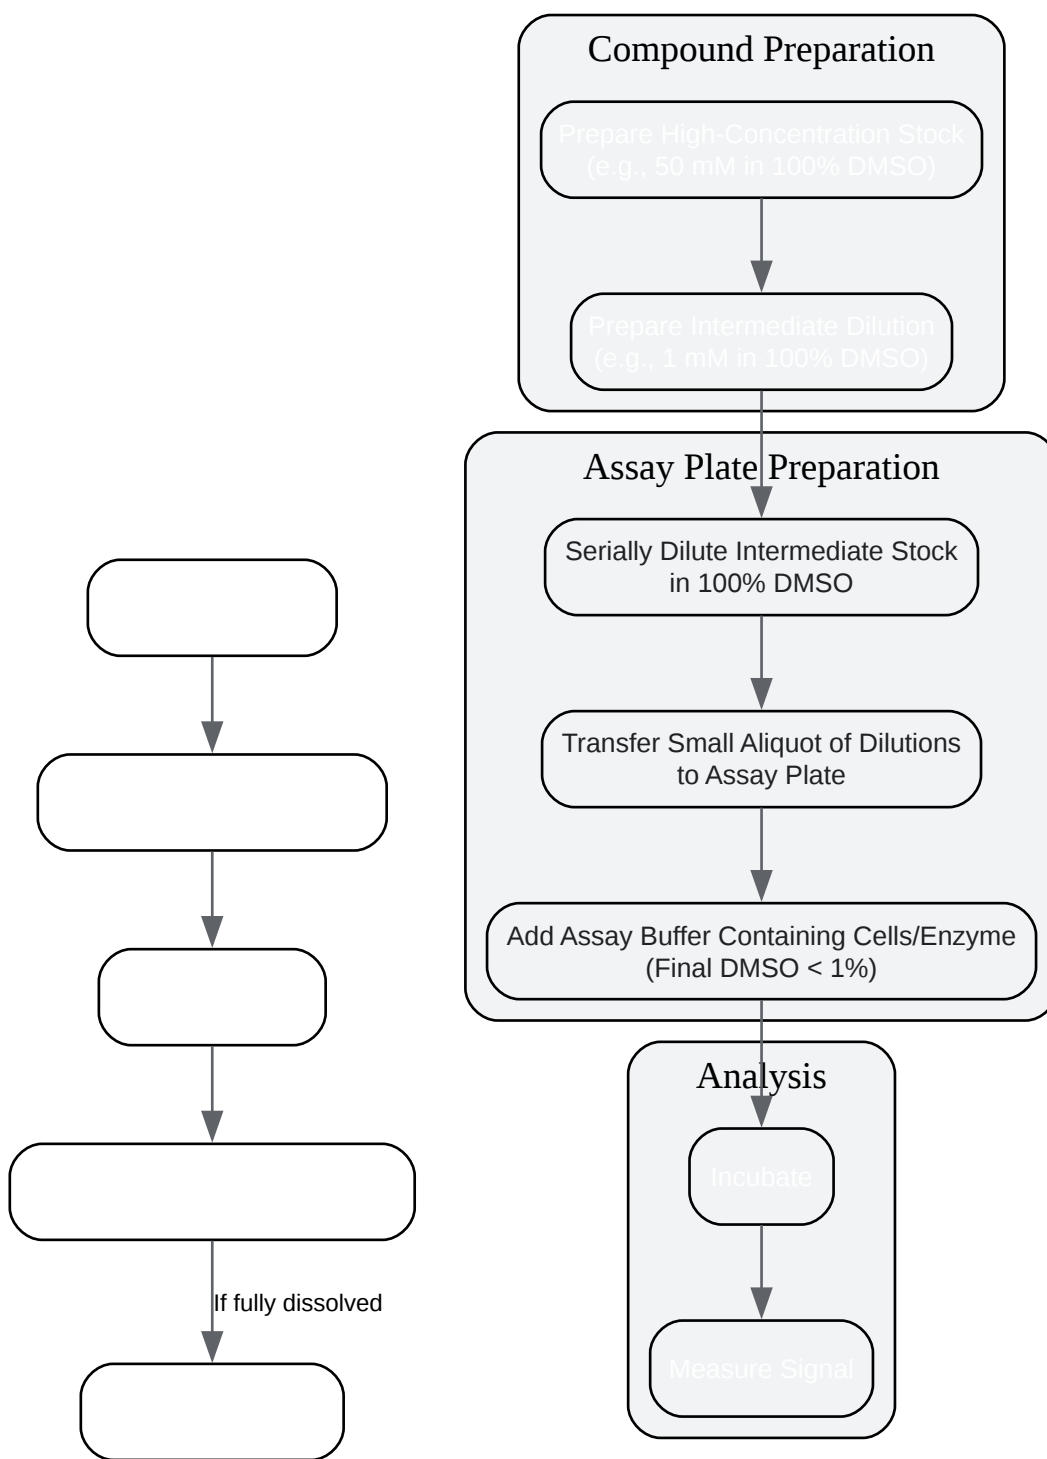 Compound Preparation
Prepare High-Concentration Stock
(e.g., 50 mM in 100% DMSO)
Prepare Intermediate Dilution
(e.g., 1 mM in 100% DMSO)
Assay Plate Preparation
Serially Dilute Intermediate Stock
in 100% DMSO
Transfer Small Aliquot of Dilutions
to Assay Plate
Add Assay Buffer Containing Cells/Enzyme
(Final DMSO < 1%)
Analysis
Incubate
Measure Signal
If fully dissolved